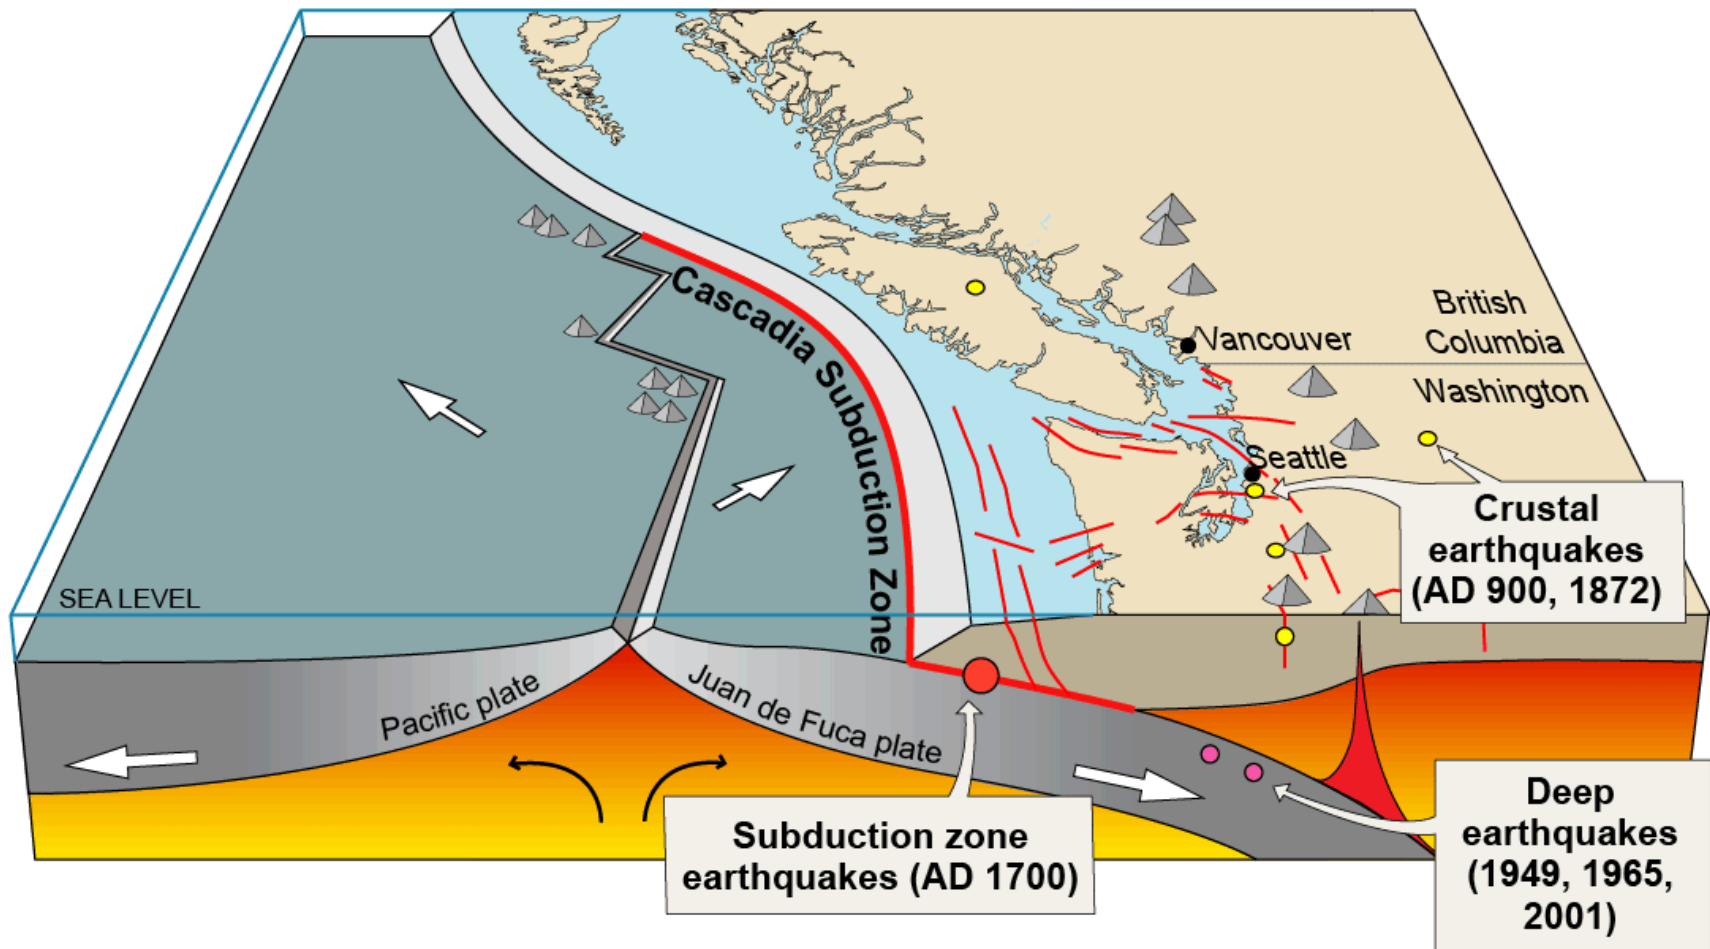 Cascadia Subduction Zone
British
Columbia
Vancouver
Washington
Seattle
Crustal
earthquakes
(AD 900, 1872)
SEA LEVEL
Pacific plate
Juan de Fuca plate
Subduction zone
earthquakes (AD 1700)
Deep
earthquakes
(1949, 1965,
2001)